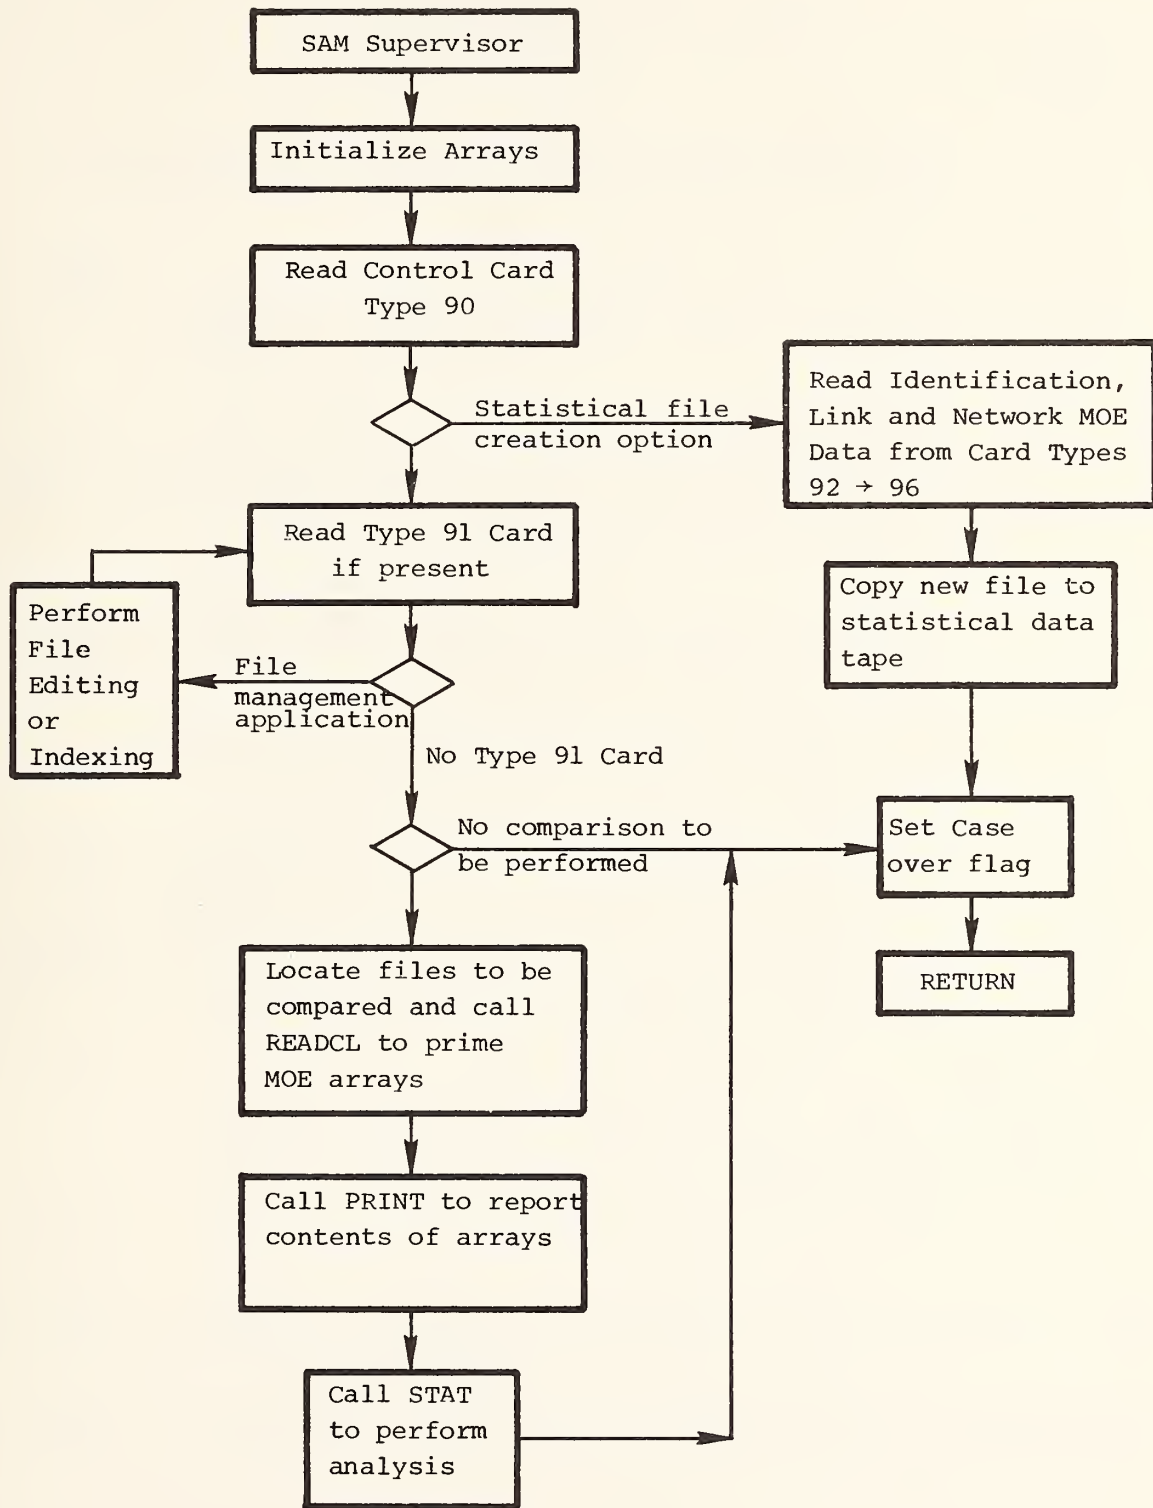 SAM Supervisor
Initialize Arrays
Read Control Card
Type 90
Statistical file
creation option
Read Identification,
Link and Network MOE
Data from Card Types
92 → 96
Read Type 91 Card
if present
Copy new file to
statistical data
tape
Perform
File
Editing
or
Indexing
File
management
application
No Type 91 Card
No comparison to
be performed
Set Case
over flag
RETURN
Locate files to be
compared and call
READCL to prime
MOE arrays
Call PRINT to report
contents of arrays
Call STAT
to perform
analysis